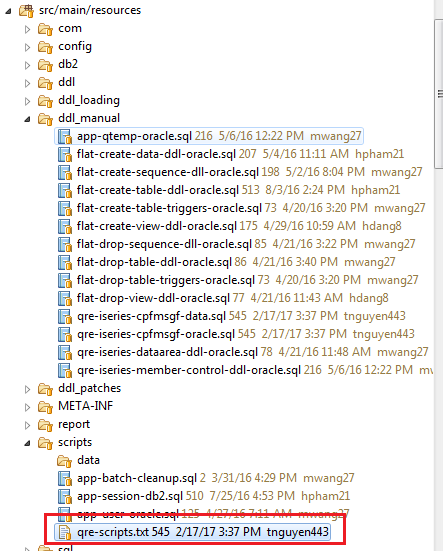 src/main/resources
com
config
db2
ddl
ddl_loading
ddl_manual
app-qtemp-oracle.sql 216 5/6/16 12:22 PM mwang27
flat-create-data-ddl-oracle.sql 207 5/4/16 11:11 AM hpham21
flat-create-sequence-dll-oracle.sql 198 5/2/16 8:04 PM mwang27
flat-create-table-ddl-oracle.sql 513 8/3/16 2:24 PM hpham21
flat-create-table-triggers-oracle.sql 73 4/20/16 3:20 PM mwang27
flat-create-view-ddl-oracle.sql 175 4/29/16 10:59 AM hdang8
flat-drop-sequence-dll-oracle.sql 85 4/21/16 3:22 PM mwang27
flat-drop-table-ddl-oracle.sql 86 4/21/16 3:40 PM mwang27
flat-drop-table-triggers-oracle.sql 73 4/20/16 3:20 PM mwang27
flat-drop-view-ddl-oracle.sql 77 4/21/16 11:43 AM hdang8
qre-iseries-cpfmsgf-data.sql 545 2/17/17 3:37 PM tnguyen443
qre-iseries-cpfmsgf-oracle.sql 545 2/17/17 3:37 PM tnguyen443
qre-iseries-dataarea-ddl-oracle.sql 78 4/21/16 11:48 AM mwang27
qre-iseries-member-control-ddl-oracle.sql 216 5/6/16 12:22 PM mw
ddl_patches
META-INF
report
scripts
data
app-batch-cleanup.sql 2 3/31/16 4:29 PM mwang27
app-session-db2.sql 510 7/25/16 4:53 PM hpham21
app-user-oracle.sql 125 4/27/16 7:11 AM mwang27
qre-scripts.txt 545 2/17/17 3:37 PM tnguyen443
sql